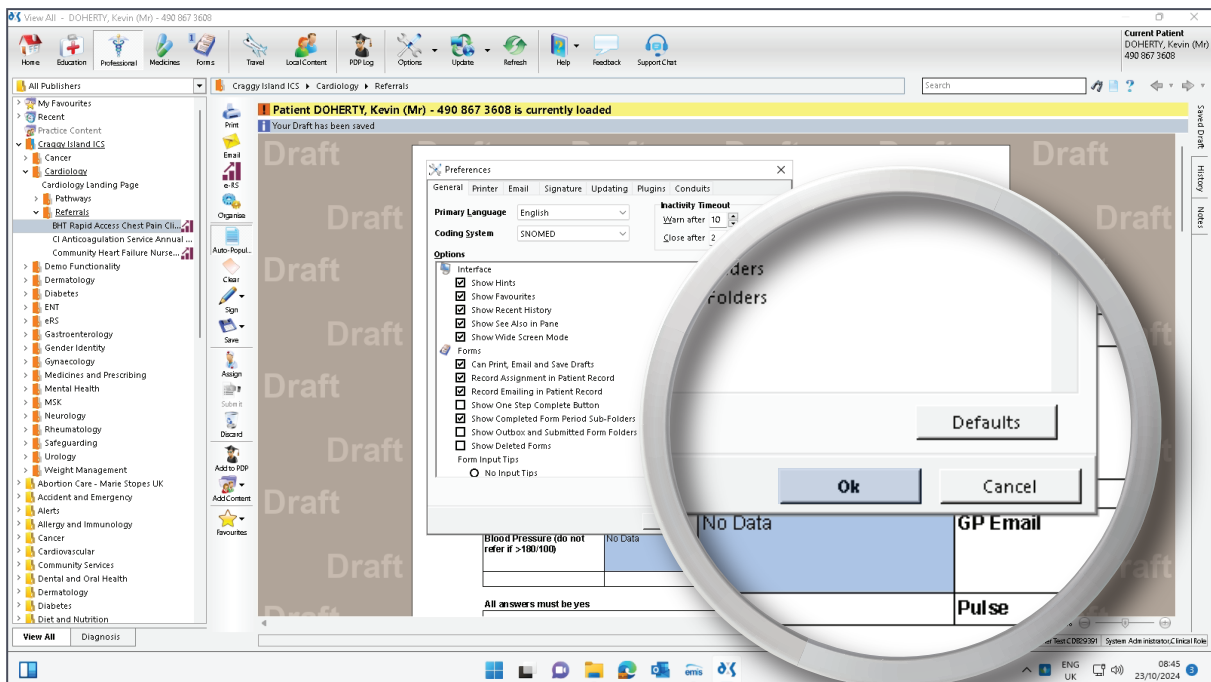 View All - DOHERTY, Kevin (Mr) - 490 867 3608
Home
Education
Professional
Medicines
1
Forms
Travel
Local Content
PDP Log
Options
Update
Refresh
Help
Feedback
Support Chat
Current Patient
DOHERTY, Kevin (Mr)
490 867 3608
All Publishers
Craggy Island ICS
Cardiology
Referrals
Search
My Favourites
Recent
Practice Content
Craggy Island ICS
Cancer
Cardiology
Cardiology Landing Page
Pathways
Referrals
BHT Rapid Access Chest Pain Cli...
CI Anticoagulation Service Annual ...
Community Heart Failure Nurse...
Demo Functionality
Dermatology
Diabetes
ENT
eRS
Gastroenterology
Gender Identity
Gynaecology
Medicines and Prescribing
Mental Health
MSK
Neurology
Rheumatology
Safeguarding
Urology
Weight Management
Abortion Care - Marie Stopes UK
Accident and Emergency
Alerts
Allergy and Immunology
Cancer
Cardiovascular
Community Services
Dental and Oral Health
Dermatology
Diabetes
Diet and Nutrition
View All
Diagnosis
Print
Email
e-RS
Organise
Auto-Popul...
Clear
Sign
Save
Assign
Submit
Discard
Add to PDP
Add Content
Favourites
Patient DOHERTY, Kevin (Mr) - 490 867 3608 is currently loaded
Your Draft has been saved
Draft
Draft
Draft
Draft
Draft
Draft
Draft
Draft
Draft
Draft
Preferences
General
Printer
Email
Signature
Updating
Plugins
Conduits
Primary Language
English
Coding System
SNOMED
Inactivity Timeout
Warn after 10
Close after 2
Options
Interface
Show Hints
Show Favourites
Show Recent History
Show See Also in Pane
Show Wide Screen Mode
Forms
Can Print, Email and Save Drafts
Record Assignment in Patient Record
Record Emailing in Patient Record
Show One Step Complete Button
Show Completed Form Period Sub-Folders
Show Outbox and Submitted Form Folders
Show Deleted Forms
Form Input Tips
No Input Tips
Folders
Defaults
Ok
Cancel
No Data
GP Email
Pulse
Blood Pressure (do not
refer if >180/100)
No Data
All answers must be yes
Saved Draft
History
Notes
System Administrator,Clinical Role
emis
ENG
UK
08:45
23/10/2024
3